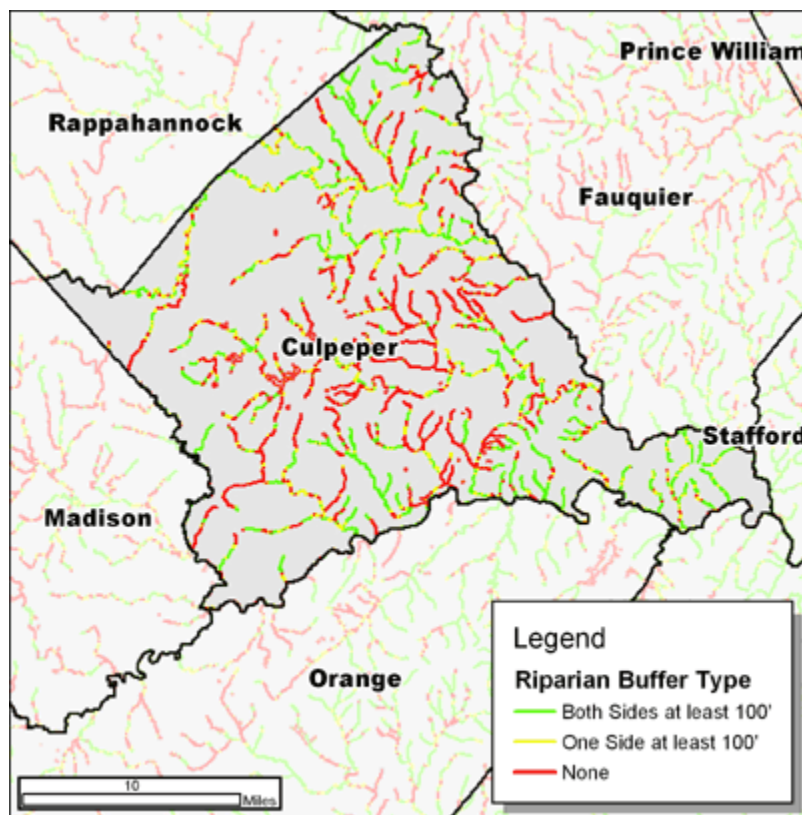 Prince William
Rappahannock
Fauquier
Culpeper
Stafford
Madison
Orange
Legend
Riparian Buffer Type
Both Sides at least 100'
One Side at least 100'
None
10
Miles